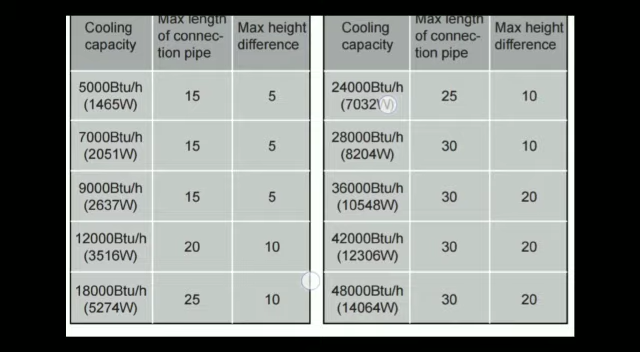 Cooling capacity | Max length of connec-tion pipe | Max height difference
5000Btu/h (1465W) | 15 | 5
7000Btu/h (2051W) | 15 | 5
9000Btu/h (2637W) | 15 | 5
12000Btu/h (3516W) | 20 | 10
18000Btu/h (5274W) | 25 | 10
Cooling capacity | Max length of connec-tion pipe | Max height difference
24000Btu/h (7032W) | 25 | 10
28000Btu/h (8204W) | 30 | 10
36000Btu/h (10548W) | 30 | 20
42000Btu/h (12306W) | 30 | 20
48000Btu/h (14064W) | 30 | 20